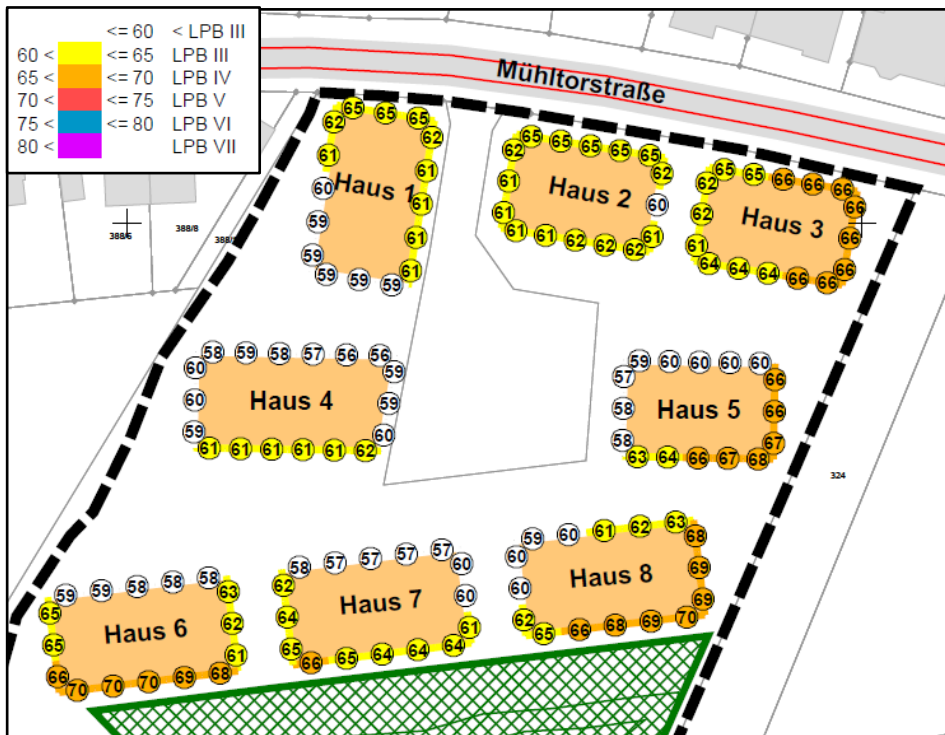 <= 60 < LPB III
60 < <= 65 LPB III
65 < <= 70 LPB IV
70 < <= 75 LPB V
75 < <= 80 LPB VI
80 < LPB VII
Mühltorstraße
388/6
388/8
65 65 65
62 62
61 61
60 61
59 61
59 61
59 59 59
Haus 1
65 65 65 65 65
62 62
61 60
61 61
61 61 62 62 62
Haus 2
65 65 66 66 66
62 66
62 66
61 66
64 64 64 66 66
Haus 3
58 59 58 57 56 56
60 59
60 59
59 60
61 61 61 61 61 62
Haus 4
59 60 60 60 60
57 66
58 66
58 67
63 64 66 67 68
Haus 5
324
59 59 58 58 58
65 63
65 62
66 61
70 70 70 69 68
Haus 6
58 57 57 57 57
62 60
64 60
65 61
66 65 64 64 64
Haus 7
59 60 61 62 63
60 68
60 69
62 69
65 66 68 69 70
Haus 8